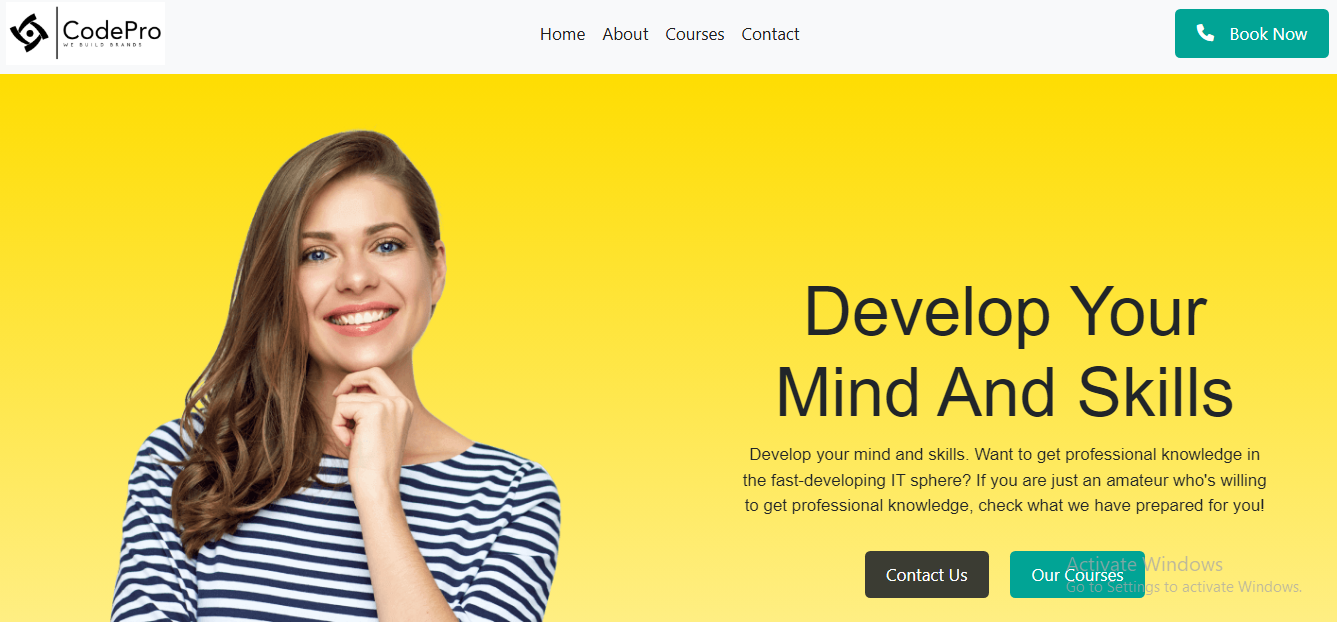 CodePro
WE BUILD BRANDS
Home About Courses Contact
Book Now
Develop Your
Mind And Skills
Develop your mind and skills. Want to get professional knowledge in
the fast-developing IT sphere? If you are just an amateur who's willing
to get professional knowledge, check what we have prepared for you!
Contact Us
Our Courses
Activate Windows
Go to Settings to activate Windows.